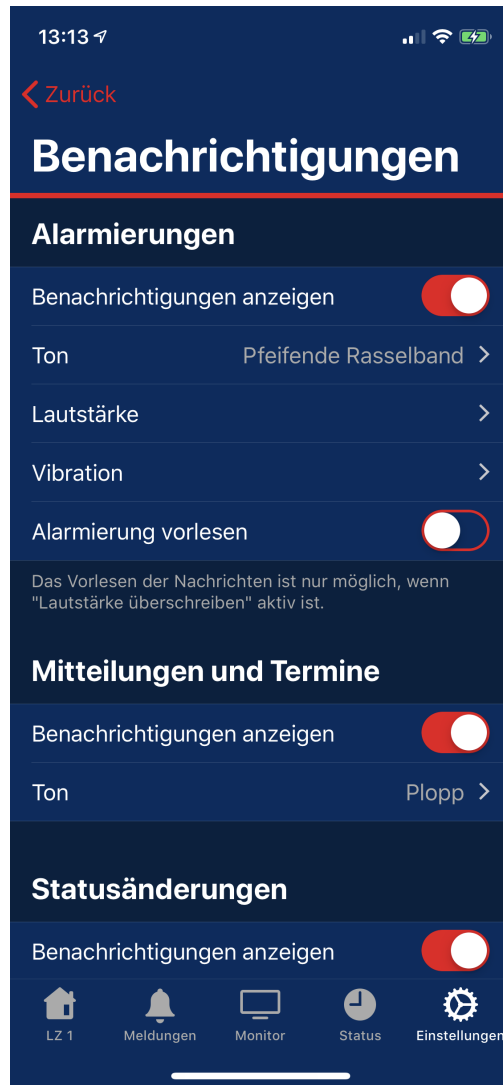 13:13
Zurück
Benachrichtigungen
Alarmierungen
Benachrichtigungen anzeigen
Ton Pfeifende Rasselband
Lautstärke
Vibration
Alarmierung vorlesen
Das Vorlesen der Nachrichten ist nur möglich, wenn
"Lautstärke überschreiben" aktiv ist.
Mitteilungen und Termine
Benachrichtigungen anzeigen
Ton Plopp
Statusänderungen
Benachrichtigungen anzeigen
LZ 1 Meldungen Monitor Status Einstellungen